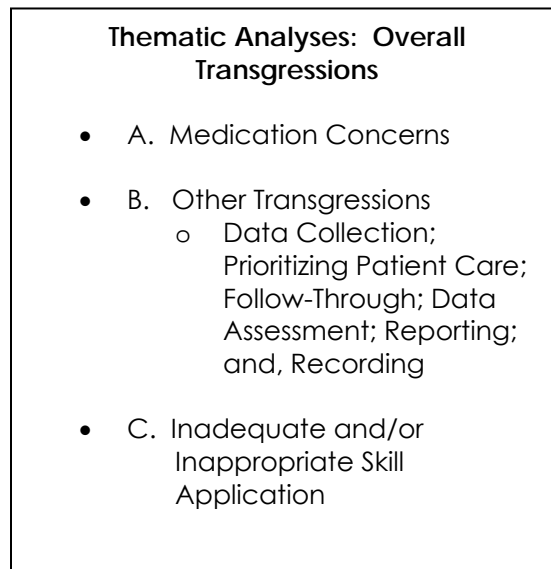 Thematic Analyses: Overall
Transgressions
• A. Medication Concerns
• B. Other Transgressions
o Data Collection;
Prioritizing Patient Care;
Follow-Through; Data
Assessment; Reporting;
and, Recording
• C. Inadequate and/or
Inappropriate Skill
Application